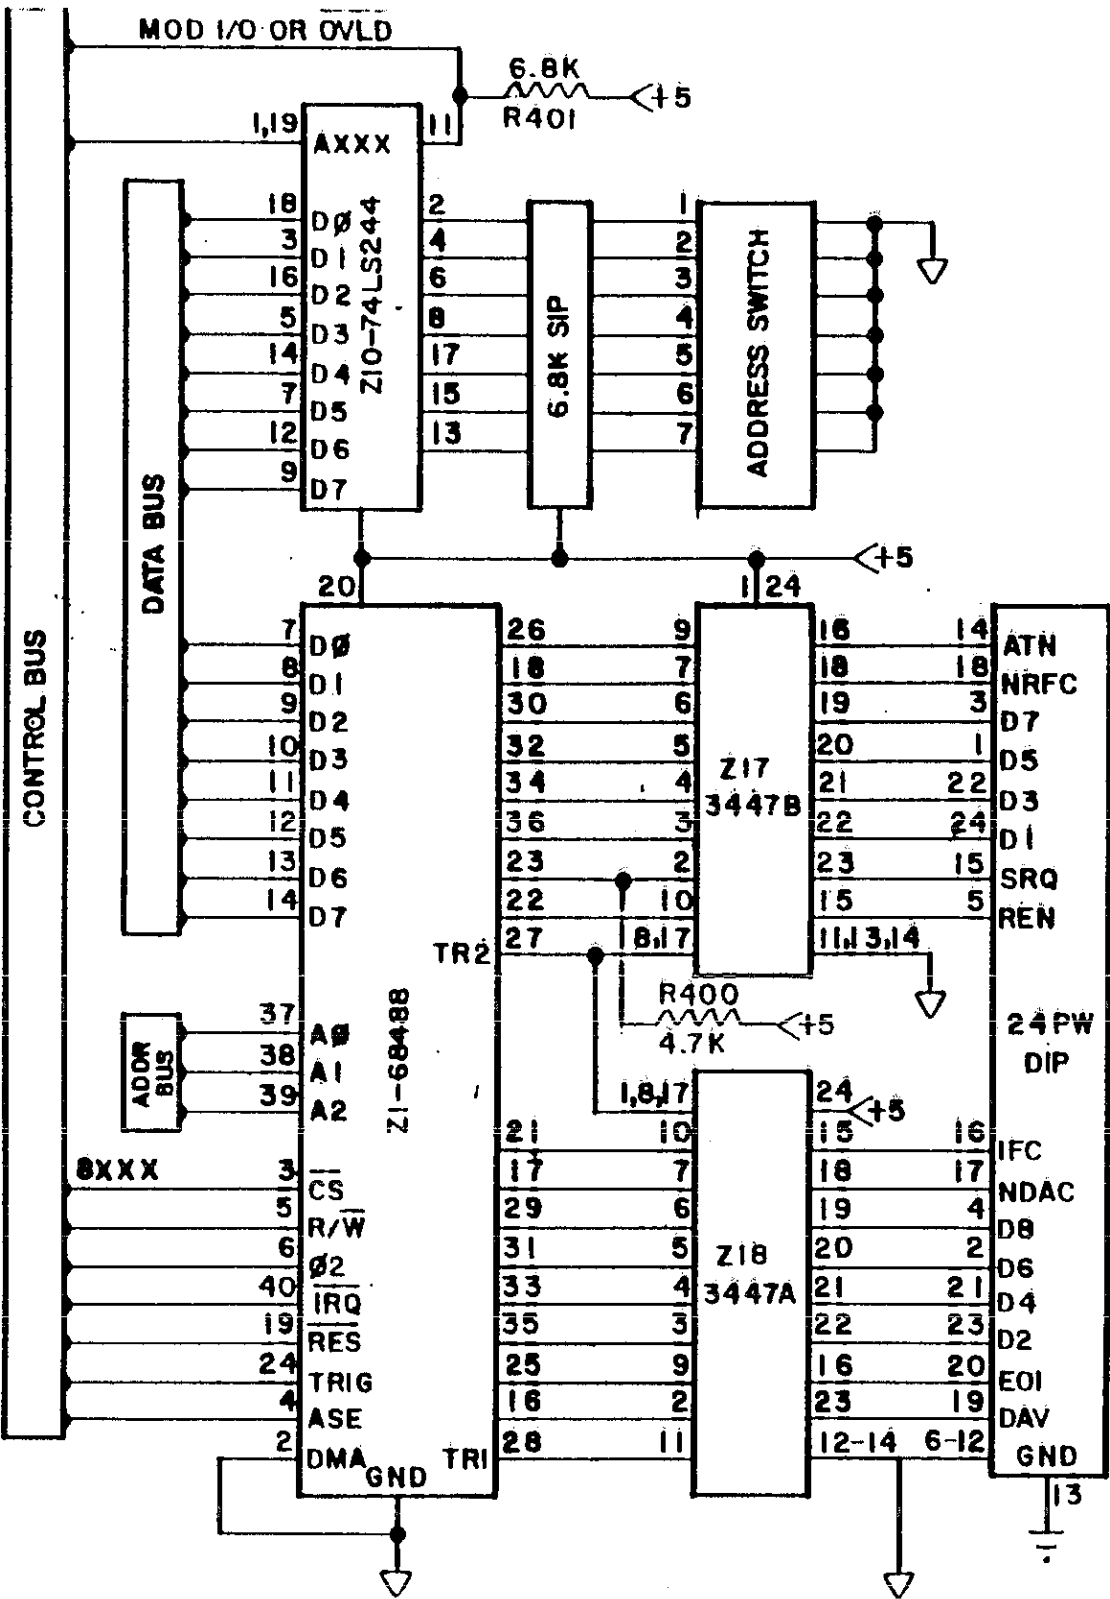 MOD I/O OR OVLD
6.8K
+5
R401
1,19
AXXX
11
18 DØ 2 1
3 D1 4 2
16 D2 6 3
5 D3 8 4
14 D4 17 5
7 D5 15 6
12 D6 13 7
9 D7
Z10-74LS244
6.8K SIP
ADDRESS SWITCH
DATA BUS
CONTROL BUS
+5
20
1 24
7 DØ 26 9 16 14 ATN
8 D1 18 7 18 18 NRFC
9 D2 30 6 19 3 D7
10 D3 32 5 20 1 D5
11 D4 34 4 21 22 D3
12 D5 36 3 22 24 D1
13 D6 23 2 23 15 SRQ
14 D7 22 10 15 5 REN
TR2 27 18,17 11,13,14
Z17
3447B
R400
4.7K
+5
24 PW
DIP
Z1-68488
ADDR
BUS
37 AØ
38 A1
39 A2
1,8,17 24 +5
21 10 15 16 IFC
8XXX 3 CS 17 7 18 17 NDAC
5 R/W 29 6 19 4 D8
6 Ø2 31 5 20 2 D6
40 IRQ 33 4 21 21 D4
19 RES 35 3 22 23 D2
24 TRIG 25 9 16 20 EOI
4 ASE 16 2 23 19 DAV
2 DMA TR1 28 11 12-14 6-12
Z18
3447A
GND
GND
13